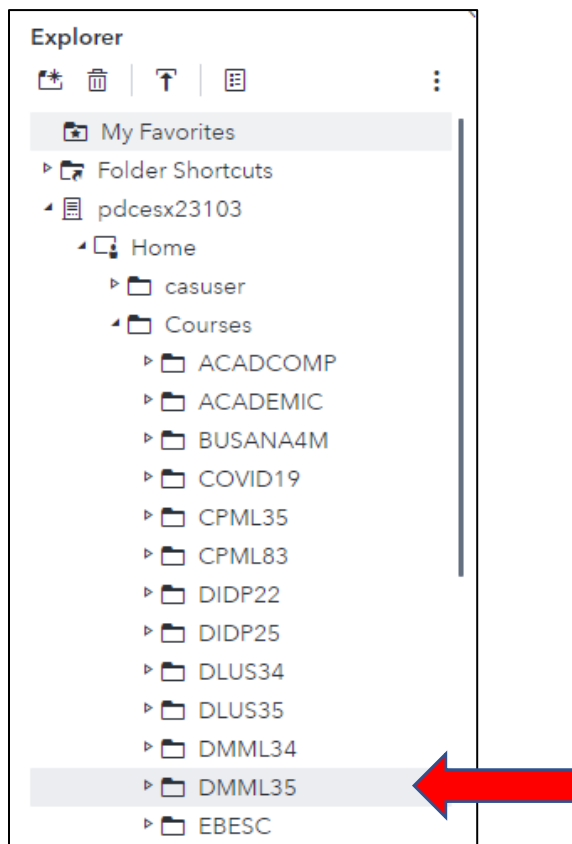 Explorer
My Favorites
Folder Shortcuts
pdcesx23103
Home
casuser
Courses
ACADCOMP
ACADEMIC
BUSANA4M
COVID19
CPML35
CPML83
DIDP22
DIDP25
DLUS34
DLUS35
DMML34
DMML35
EBESC